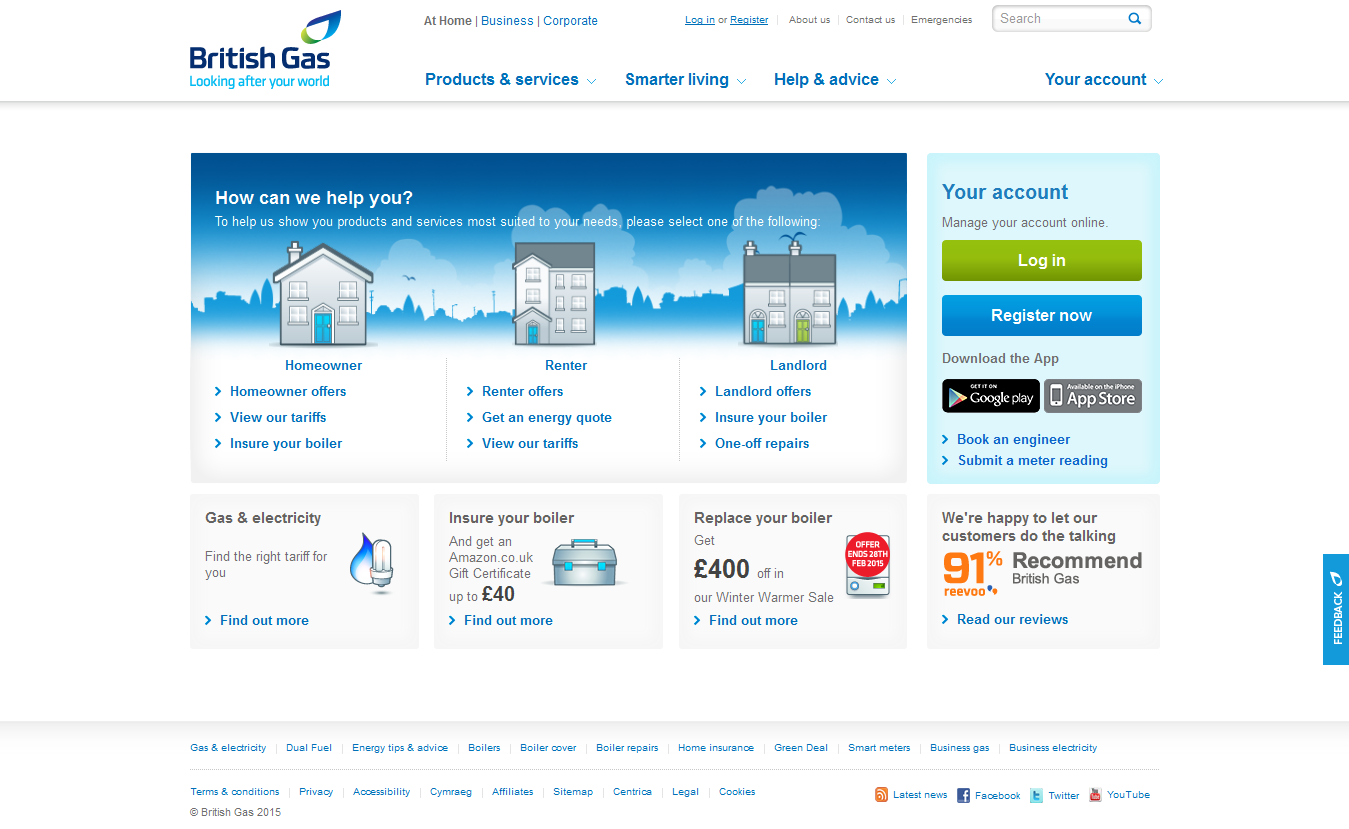 At Home | Business | Corporate
Log in or Register
About us
Contact us
Emergencies
Search
British Gas
Looking after your world
Products & services
Smarter living
Help & advice
Your account
How can we help you?
To help us show you products and services most suited to your needs, please select one of the following:
Homeowner
Homeowner offers
View our tariffs
Insure your boiler
Renter
Renter offers
Get an energy quote
View our tariffs
Landlord
Landlord offers
Insure your boiler
One-off repairs
Your account
Manage your account online.
Log in
Register now
Download the App
GET IT ON
Google play
Available on the iPhone
App Store
Book an engineer
Submit a meter reading
Gas & electricity
Find the right tariff for
you
Find out more
Insure your boiler
And get an
Amazon.co.uk
Gift Certificate
up to £40
Find out more
Replace your boiler
Get
£400 off in
our Winter Warmer Sale
OFFER
ENDS 28TH
FEB 2015
Find out more
We're happy to let our
customers do the talking
91%
reevoo
Recommend
British Gas
Read our reviews
FEEDBACK
Gas & electricity
Dual Fuel
Energy tips & advice
Boilers
Boiler cover
Boiler repairs
Home insurance
Green Deal
Smart meters
Business gas
Business electricity
Terms & conditions
Privacy
Accessibility
Cymraeg
Affiliates
Sitemap
Centrica
Legal
Cookies
Latest news
Facebook
Twitter
YouTube
© British Gas 2015